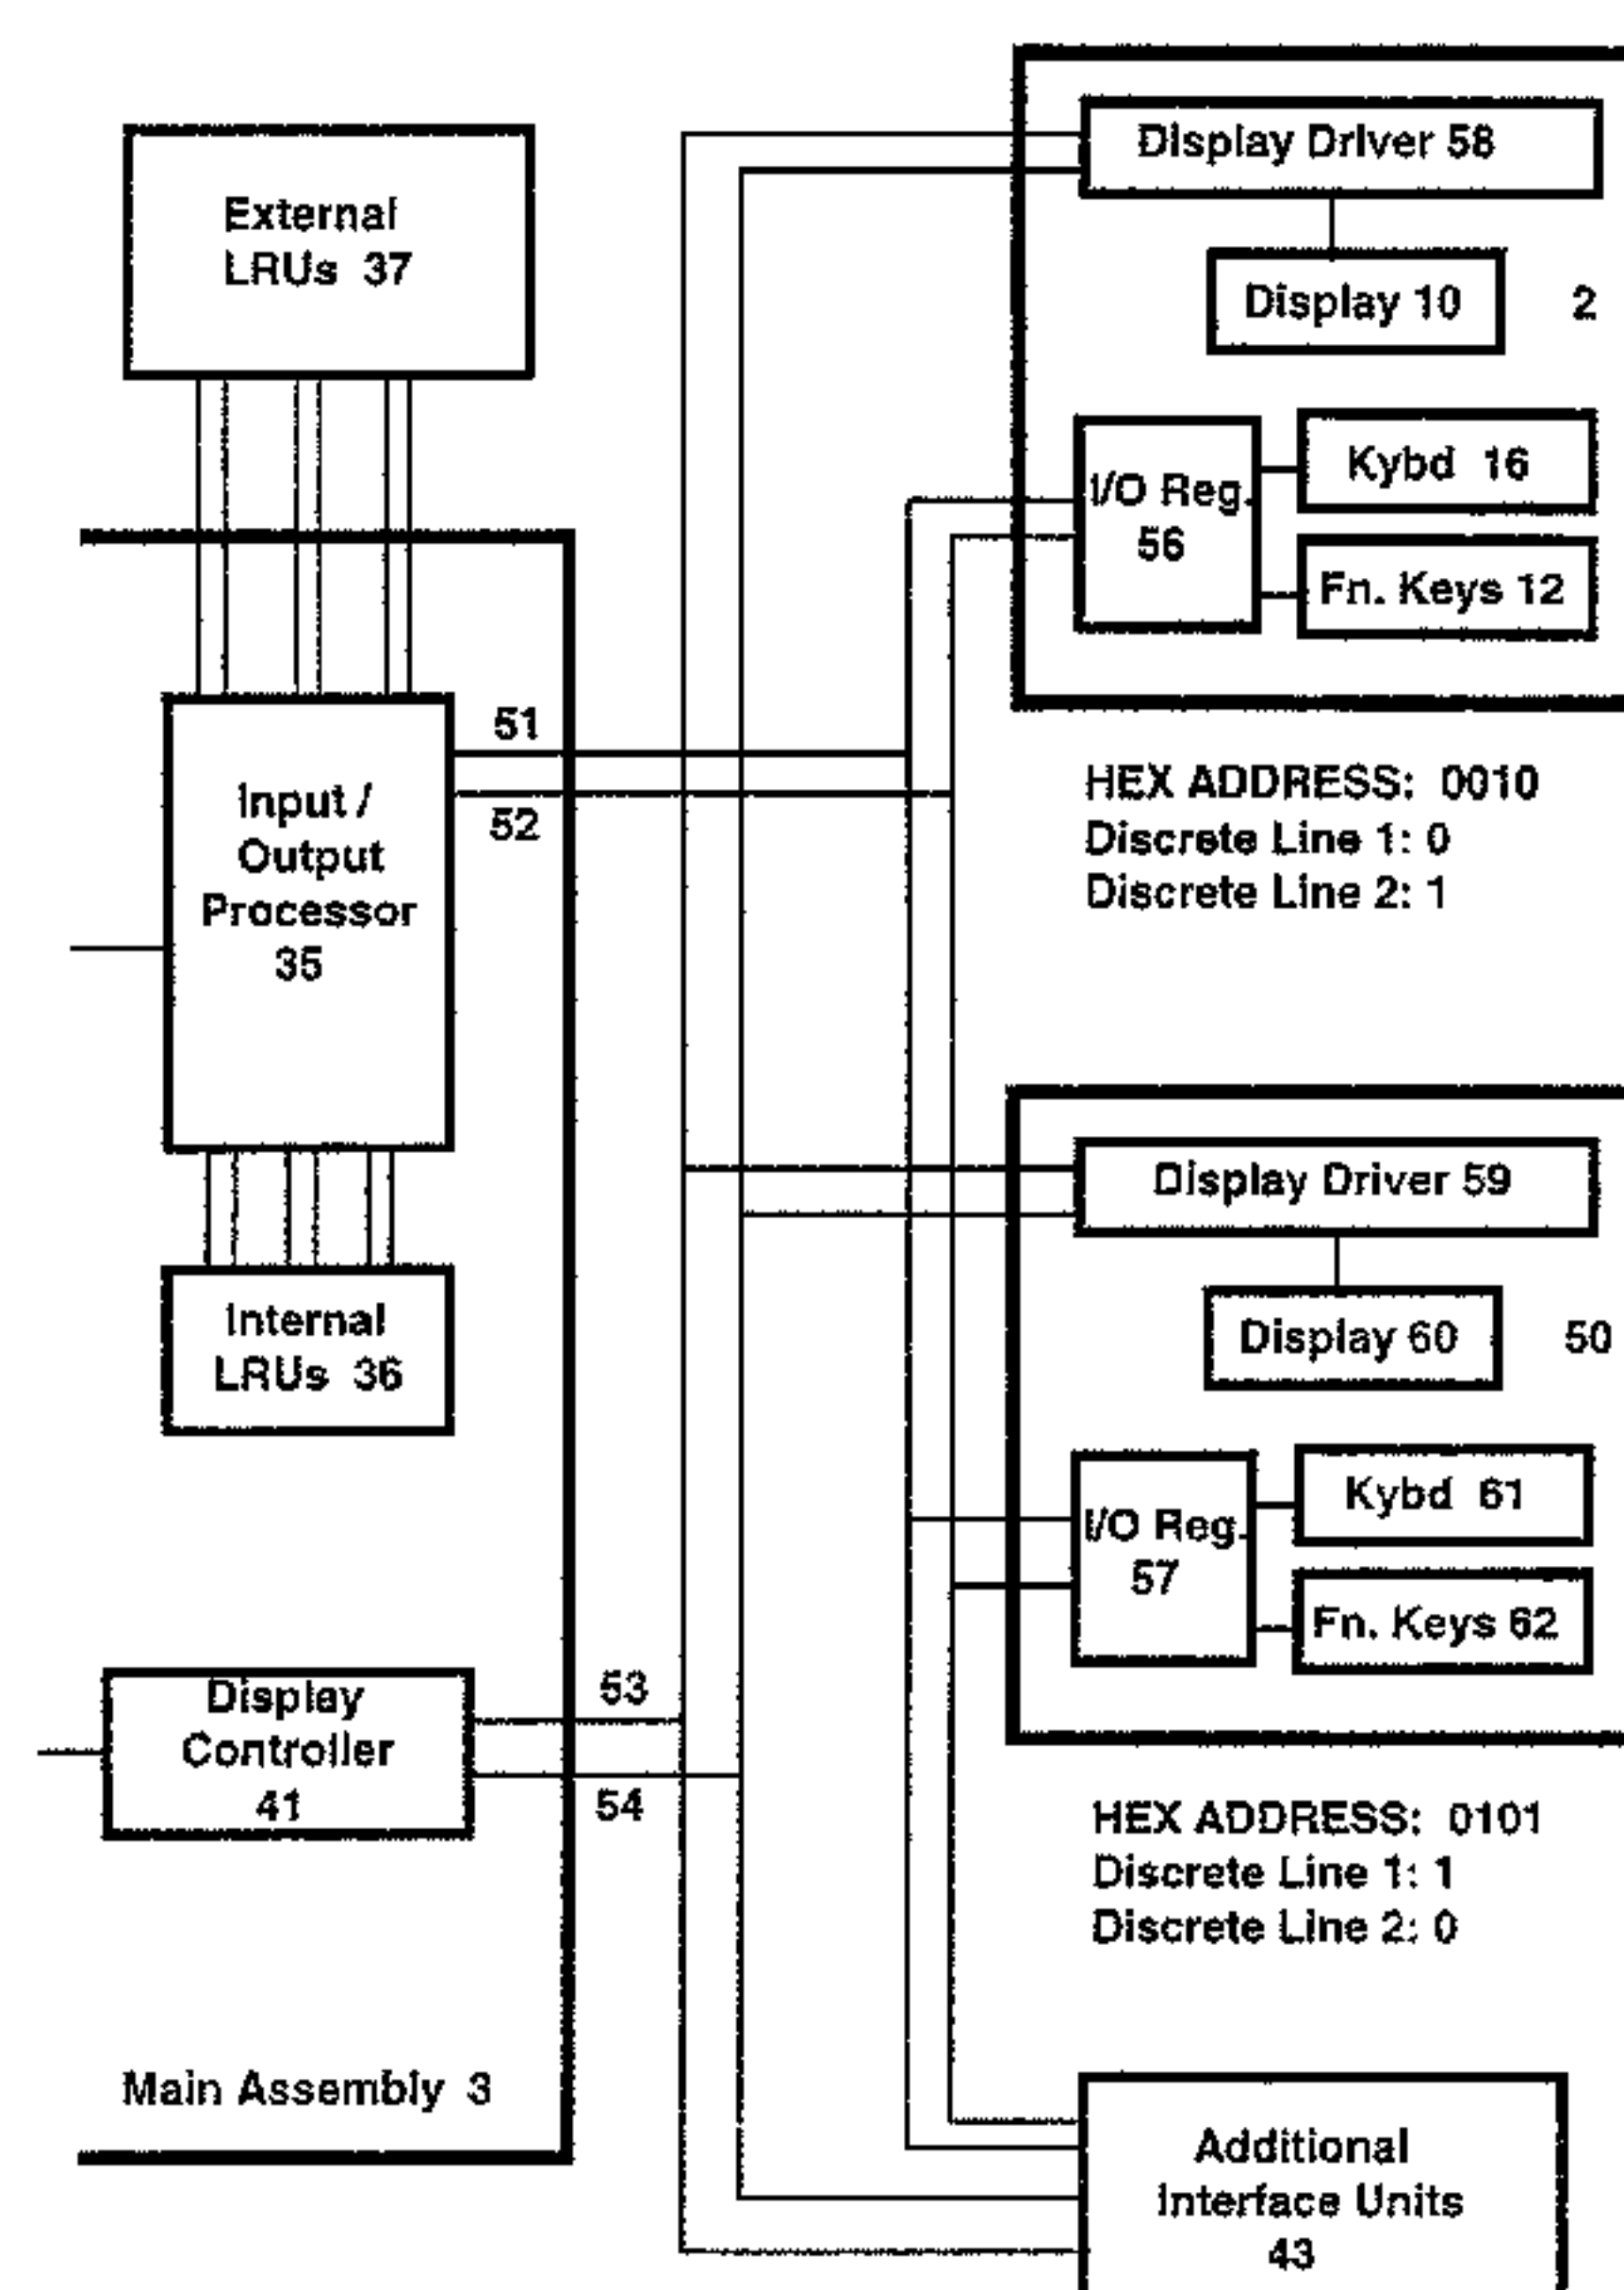 External
LRUs 37
Input /
Output
Processor
35
51
52
Internal
LRUs 36
Display
Controller
41
53
54
Main Assembly 3
Display Driver 58
Display 10
2
I/O Reg.
56
Kybd 16
Fn. Keys 12
HEX ADDRESS: 0010
Discrete Line 1: 0
Discrete Line 2: 1
Display Driver 59
Display 60
50
I/O Reg.
57
Kybd 61
Fn. Keys 62
HEX ADDRESS: 0101
Discrete Line 1: 1
Discrete Line 2: 0
Additional
Interface Units
43